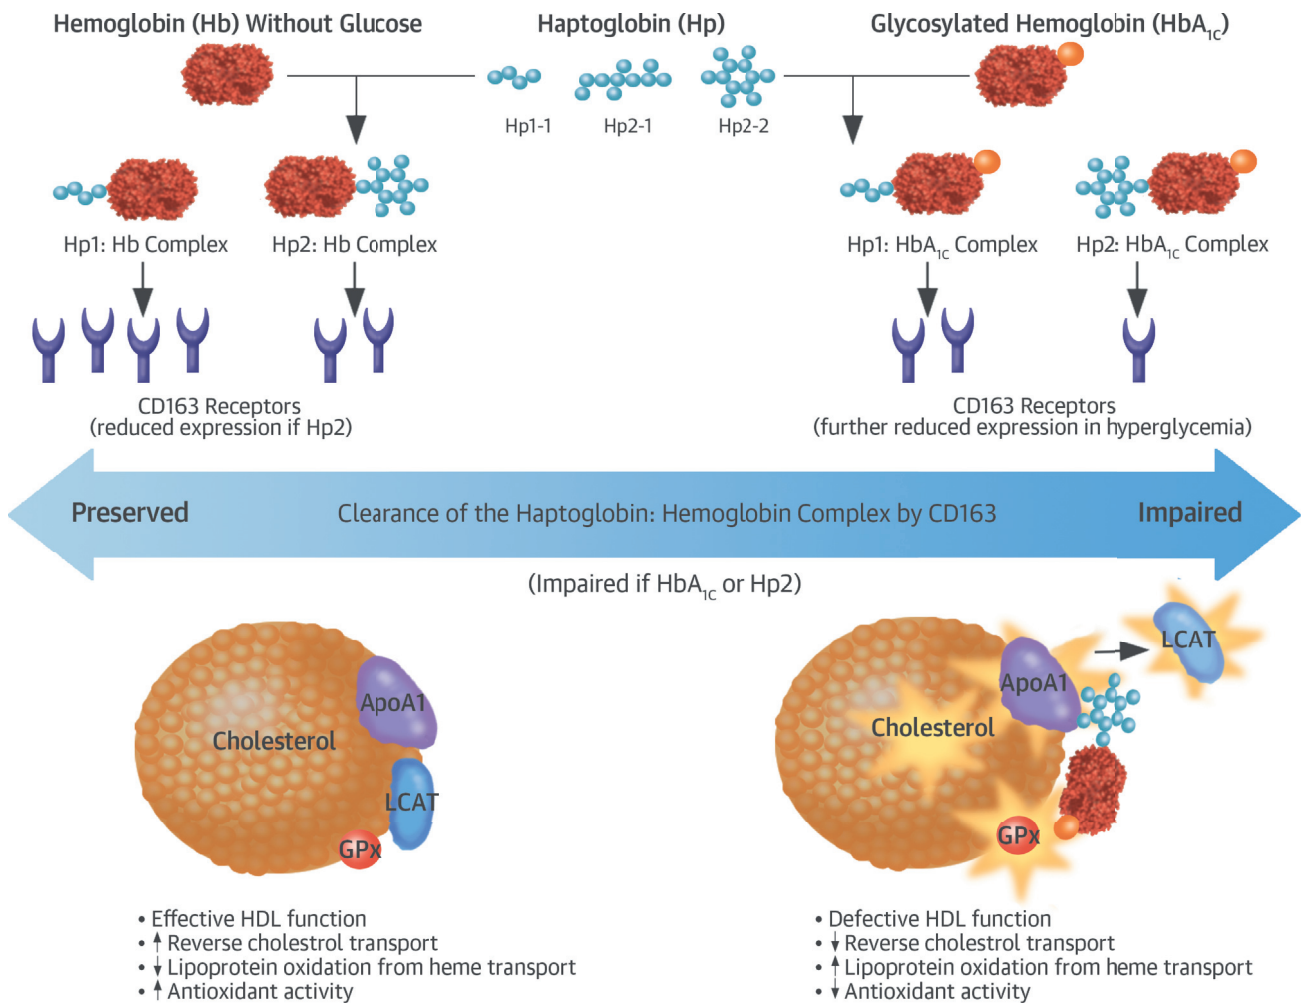 Hemoglobin (Hb) Without Glucose
Haptoglobin (Hp)
Glycosylated Hemoglobin (HbA1C)
Hp1-1
Hp2-1
Hp2-2
Hp1: Hb Complex
Hp2: Hb Complex
Hp1: HbA1C Complex
Hp2: HbA1C Complex
CD163 Receptors
(reduced expression if Hp2)
CD163 Receptors
(further reduced expression in hyperglycemia)
Preserved
Clearance of the Haptoglobin: Hemoglobin Complex by CD163
Impaired
(Impaired if HbA1C or Hp2)
ApoA1
Cholesterol
LCAT
GPx
LCAT
ApoA1
Cholesterol
GPx
• Effective HDL function
• ↑ Reverse cholestrol transport
• ↓ Lipoprotein oxidation from heme transport
• ↑ Antioxidant activity
• Defective HDL function
• ↓ Reverse cholestrol transport
• ↑ Lipoprotein oxidation from heme transport
• ↓ Antioxidant activity